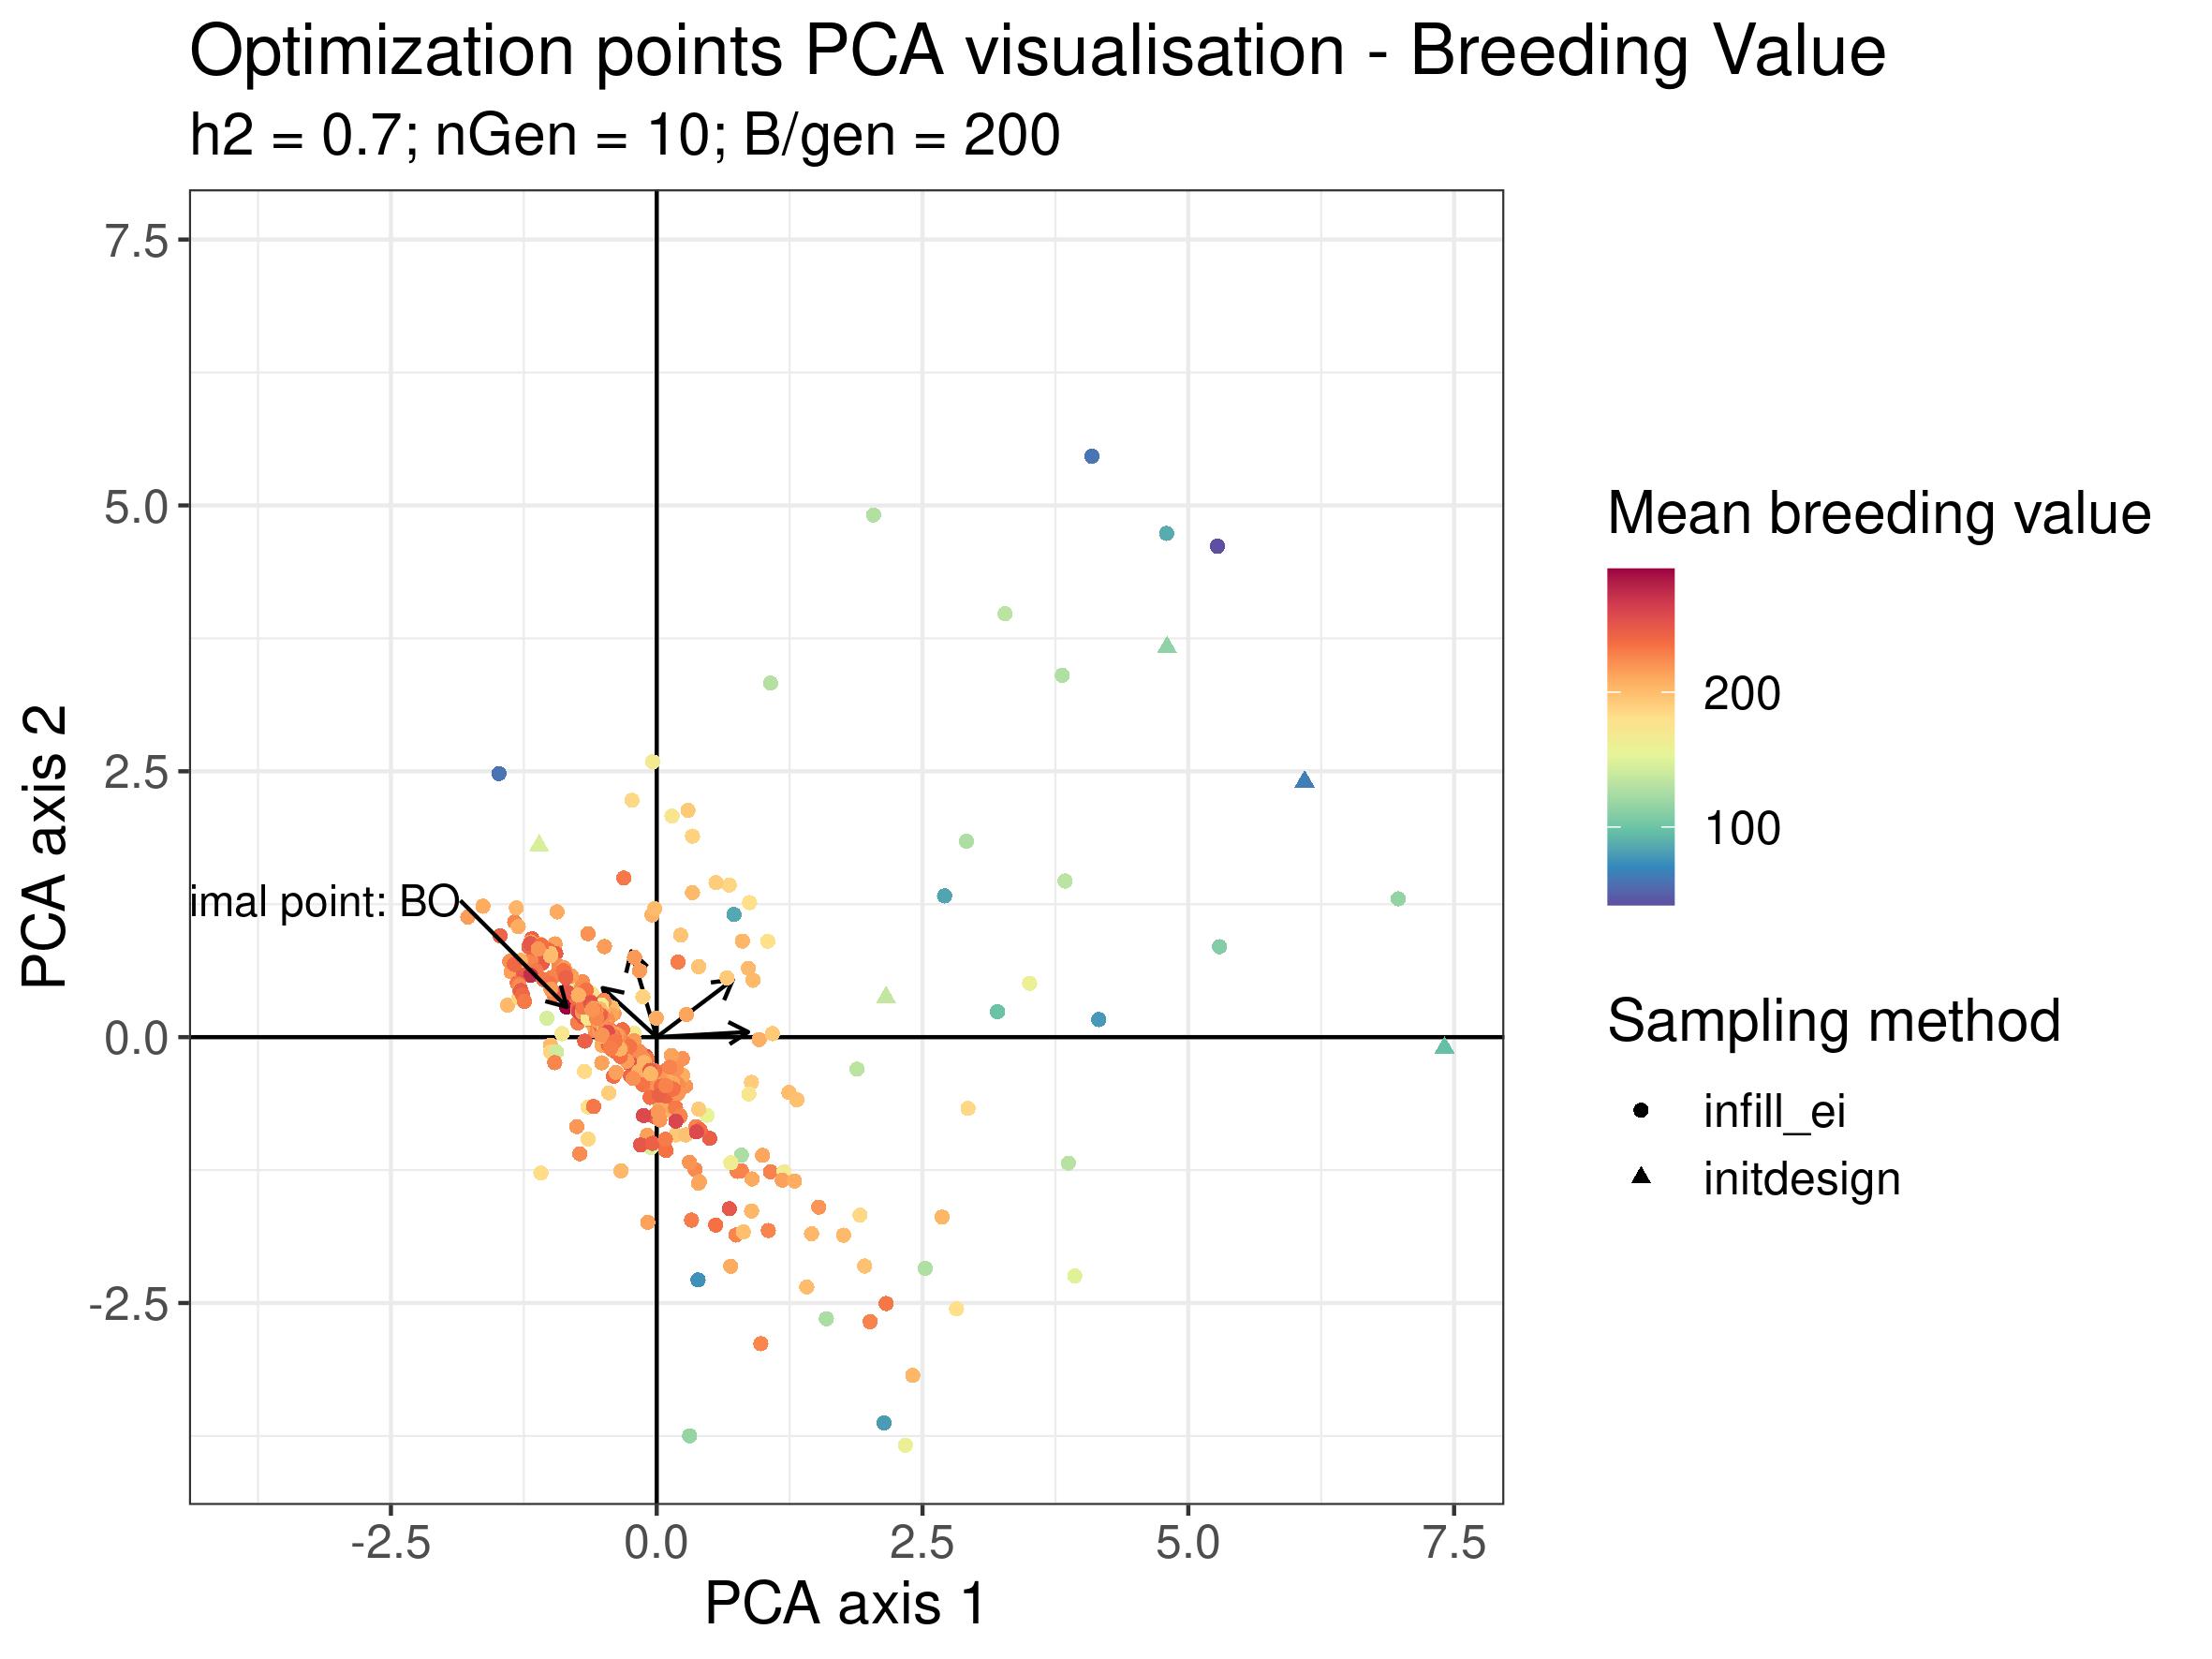 Optimization points PCA visualisation - Breeding Value
h2 = 0.7; nGen = 10; B/gen = 200
7.5
5.0
2.5
0.0
-2.5
PCA axis 2
imal point: BO
-2.5
0.0
2.5
5.0
7.5
PCA axis 1
Mean breeding value
200
100
Sampling method
infill_ei
initdesign